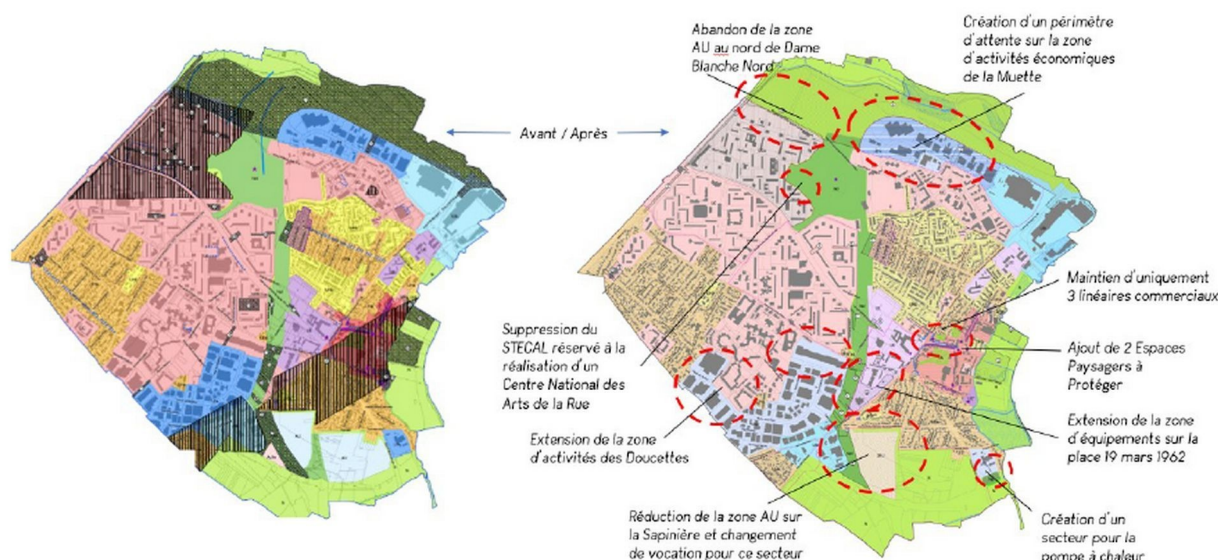 Abandon de la zone
AU au nord de Dame
Blanche Nord
Création d'un périmètre
d'attente sur la zone
d'activités économiques
de la Muette
Avant / Après
Maintien d'uniquement
3 linéaires commerciaux
Suppression du
STECAL réservé à la
réalisation d'un
Centre National des
Arts de la Rue
Ajout de 2 Espaces
Paysagers à
Protéger
Extension de la zone
d'activités des Doucettes
Extension de la zone
d'équipements sur la
place 19 mars 1962
Réduction de la zone AU sur
la Sapinière et changement
de vocation pour ce secteur
Création d'un
secteur pour la
pompe à chaleur